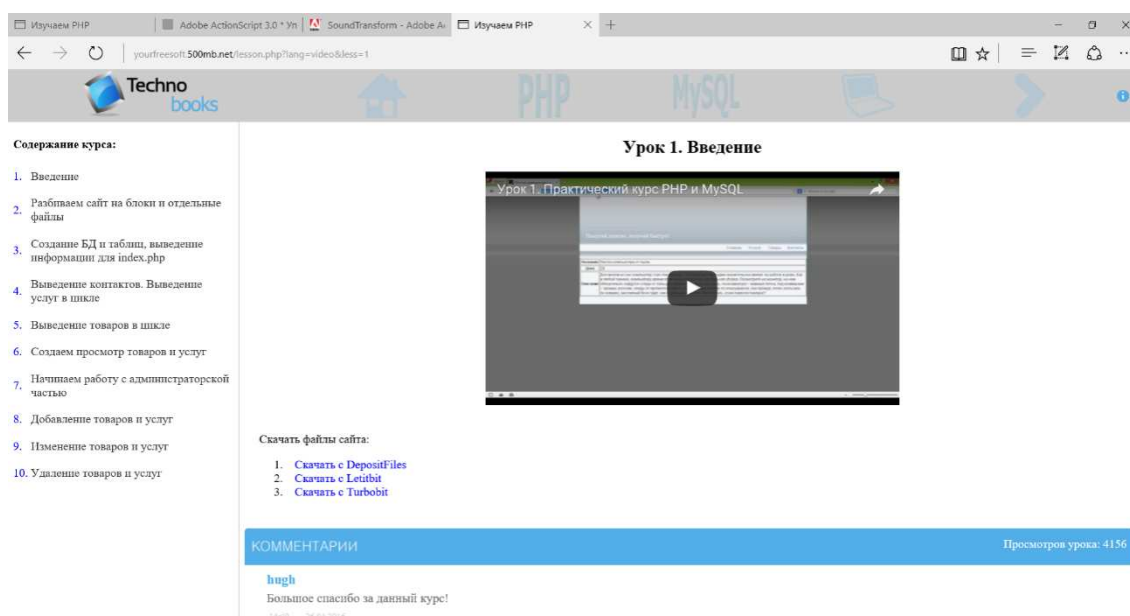 Изучаем PHP
Adobe ActionScript 3.0 * Уп
SoundTransform - Adobe A
Изучаем PHP
yourfreesoft.500mb.net/lesson.php?lang=video&less=1
Techno
books
PHP
MySQL
Содержание курса:
1. Введение
2. Разбиваем сайт на блоки и отдельные
файлы
3. Создание БД и таблиц, выведение
информации для index.php
4. Выведение контактов. Выведение
услуг в цикле
5. Выведение товаров в цикле
6. Создаем просмотр товаров и услуг
7. Начинаем работу с администраторской
частью
8. Добавление товаров и услуг
9. Изменение товаров и услуг
10. Удаление товаров и услуг
Урок 1. Введение
Урок 1. Практический курс PHP и MySQL
Скачать файлы сайта:
1. Скачать с DepositFiles
2. Скачать с Letitbit
3. Скачать с Turbobit
КОММЕНТАРИИ
Просмотров урока: 4156
hugh
Большое спасибо за данный курс!